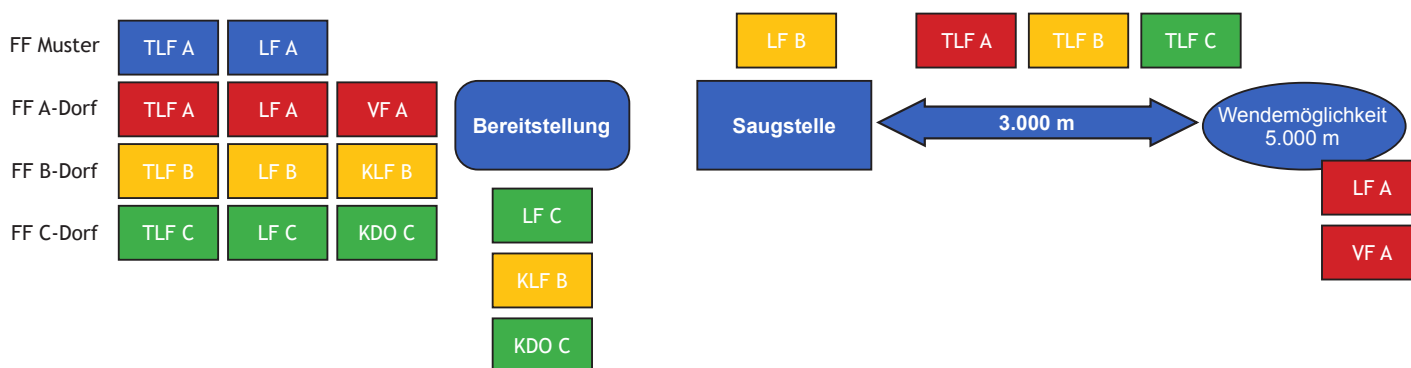 FF Muster
TLF A
LF A
FF A-Dorf
TLF A
LF A
VF A
FF B-Dorf
TLF B
LF B
KLF B
FF C-Dorf
TLF C
LF C
KDO C
Bereitstellung
LF C
KLF B
KDO C
LF B
Saugstelle
TLF A
TLF B
TLF C
3.000 m
Wendemöglichkeit
5.000 m
LF A
VF A